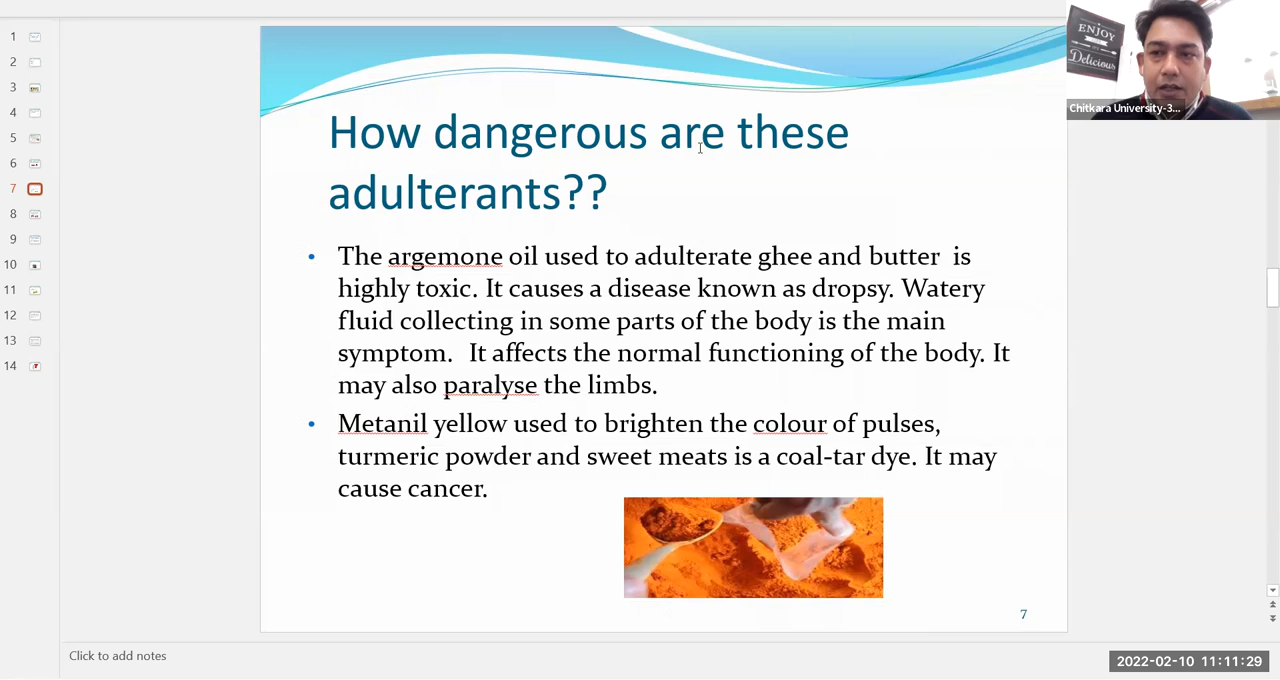 1
2
3
4
5
6
7
8
9
10
11
12
13
14
ENJOY
Delicious
Chitkara University-3...
How dangerous are these
adulterants??
• The argemone oil used to adulterate ghee and butter is
highly toxic. It causes a disease known as dropsy. Watery
fluid collecting in some parts of the body is the main
symptom. It affects the normal functioning of the body. It
may also paralyse the limbs.
• Metanil yellow used to brighten the colour of pulses,
turmeric powder and sweet meats is a coal-tar dye. It may
cause cancer.
7
Click to add notes
2022-02-10 11:11:29